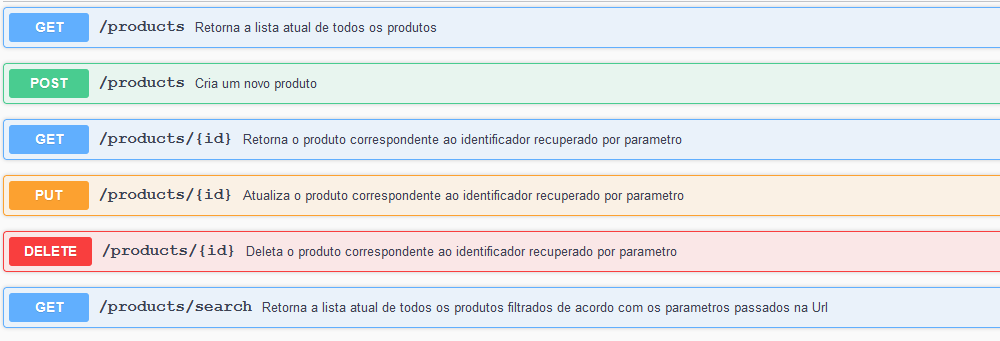 GET /products Retorna a lista atual de todos os produtos
POST /products Cria um novo produto
GET /products/{id} Retorna o produto correspondente ao identificador recuperado por parametro
PUT /products/{id} Atualiza o produto correspondente ao identificador recuperado por parametro
DELETE /products/{id} Deleta o produto correspondente ao identificador recuperado por parametro
GET /products/search Retorna a lista atual de todos os produtos filtrados de acordo com os parametros passados na Url